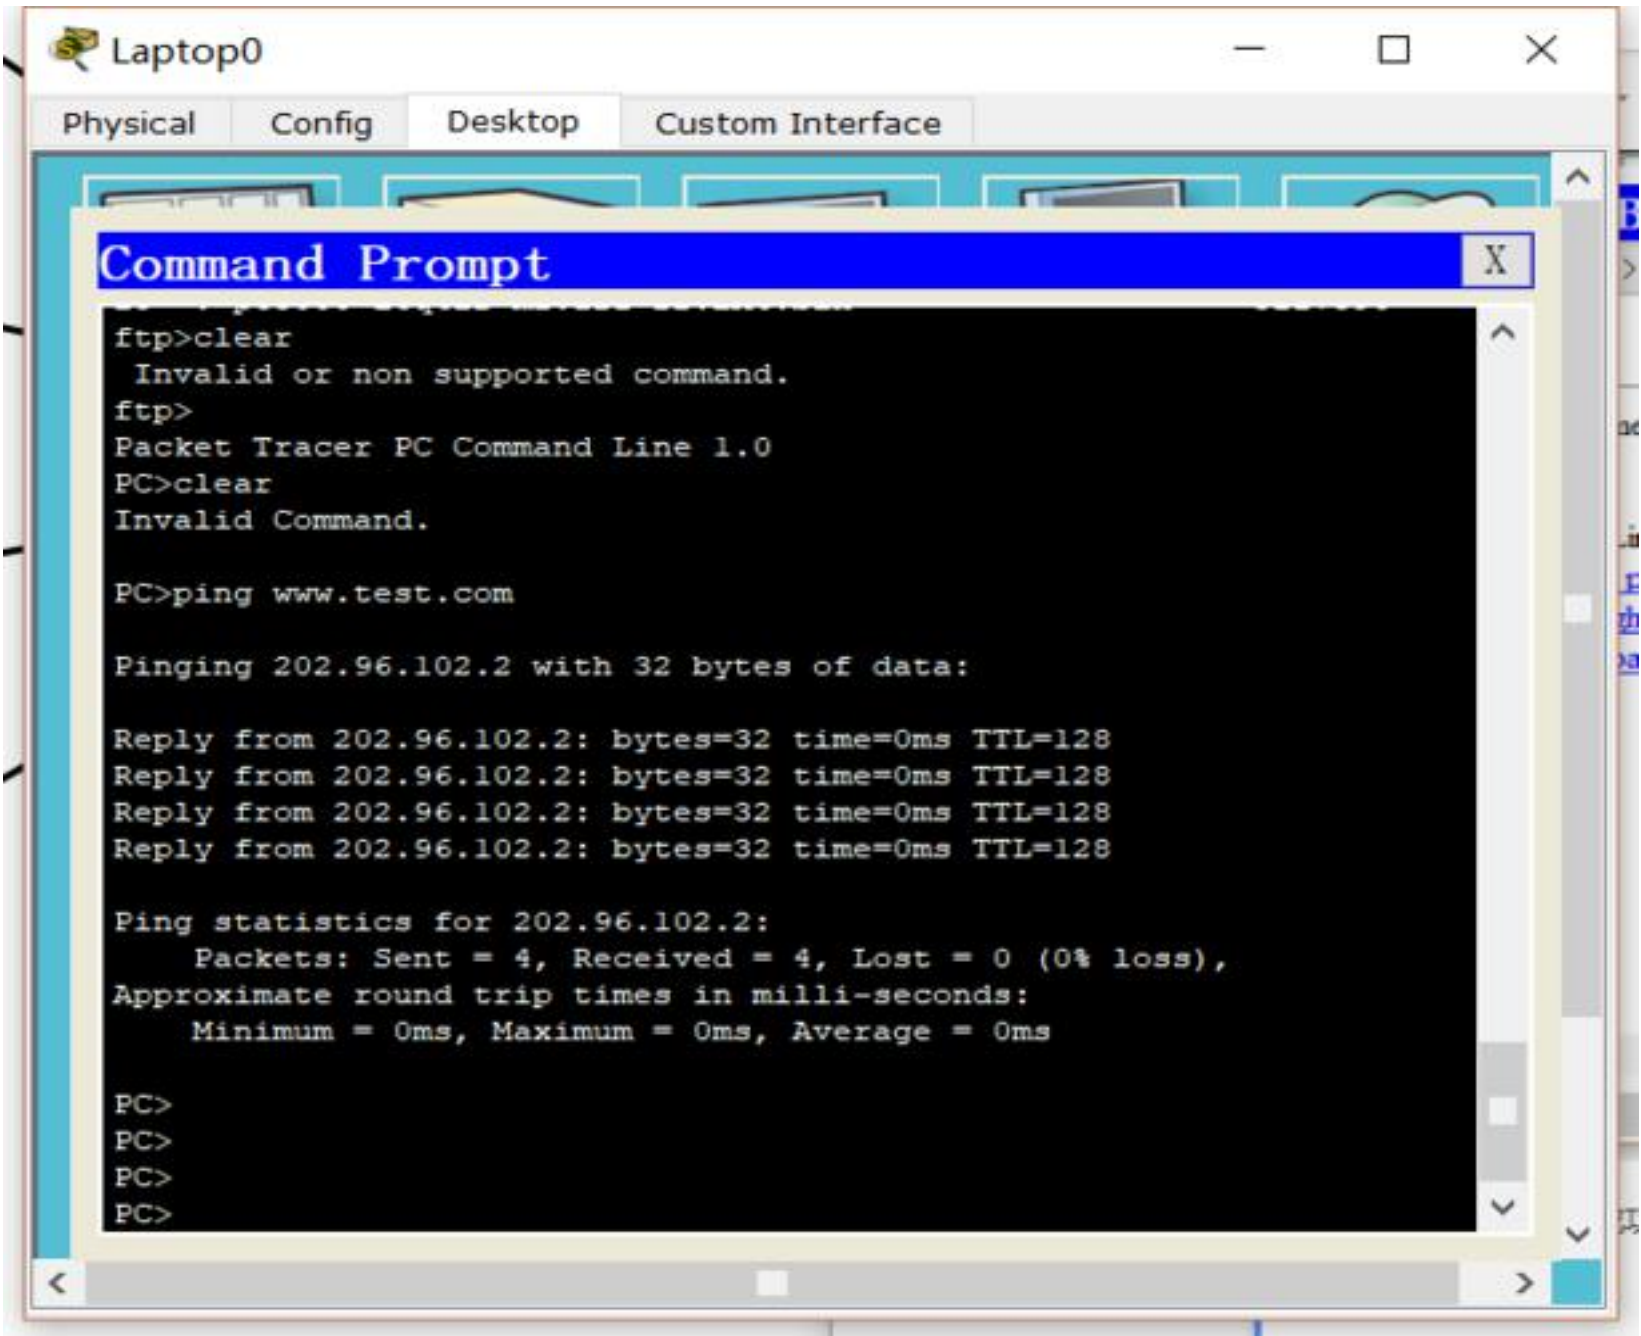 Laptop0
Physical Config Desktop Custom Interface
Command Prompt X
ftp>clear
Invalid or non supported command.
ftp>
Packet Tracer PC Command Line 1.0
PC>clear
Invalid Command.
PC>ping www.test.com
Pinging 202.96.102.2 with 32 bytes of data:
Reply from 202.96.102.2: bytes=32 time=0ms TTL=128
Reply from 202.96.102.2: bytes=32 time=0ms TTL=128
Reply from 202.96.102.2: bytes=32 time=0ms TTL=128
Reply from 202.96.102.2: bytes=32 time=0ms TTL=128
Ping statistics for 202.96.102.2:
Packets: Sent = 4, Received = 4, Lost = 0 (0% loss),
Approximate round trip times in milli-seconds:
Minimum = 0ms, Maximum = 0ms, Average = 0ms
PC>
PC>
PC>
PC>